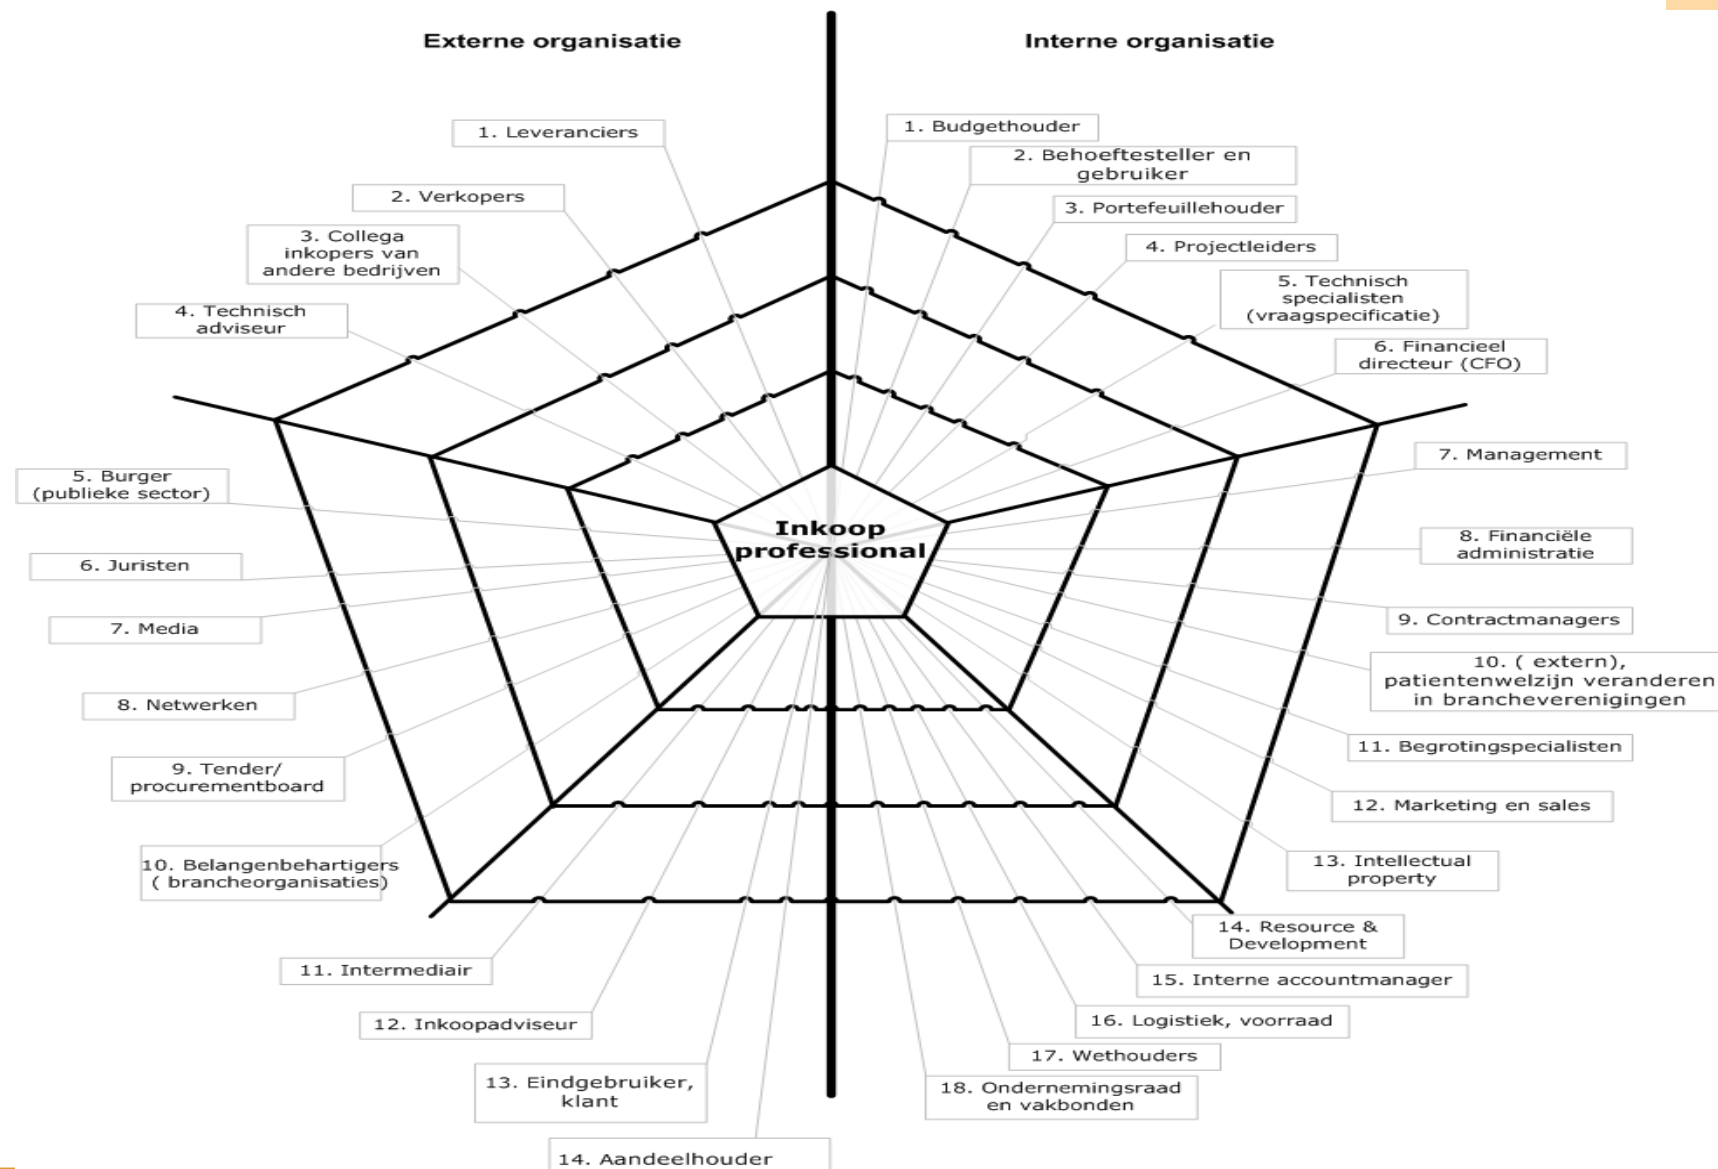 Externe organisatie
1. Leveranciers
2. Verkopers
3. Collega
inkopers van
andere bedrijven
4. Technisch
adviseur
5. Burger
(publieke sector)
6. Juristen
7. Media
8. Netwerken
9. Tender/
procurementboard
10. Belangenbehartigers
( brancheorganisaties)
11. Intermediair
12. Inkoopadviseur
13. Eindgebruiker,
klant
14. Aandeelhouder
Inkoop
professional
Interne organisatie
1. Budgethouder
2. Behoeftesteller en
gebruiker
3. Portefeuillehouder
4. Projectleiders
5. Technisch
specialisten
(vraagspecificatie)
6. Financieel
directeur (CFO)
7. Management
8. Financiële
administratie
9. Contractmanagers
10. ( extern),
patientenwelzijn veranderen
in brancheverenigingen
11. Begrotingspecialisten
12. Marketing en sales
13. Intellectual
property
14. Resource &
Development
15. Interne accountmanager
16. Logistiek, voorraad
17. Wethouders
18. Ondernemingsraad
en vakbonden